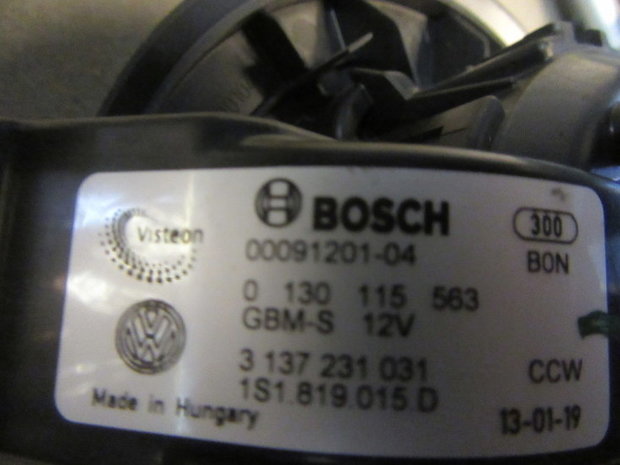 BOSCH
300
Visteon
00091201-04
BON
0 130 115 563
GBM-S 12V
3 137 231 031
CCW
1S1.819.015.D
Made in Hungary
13-01-19